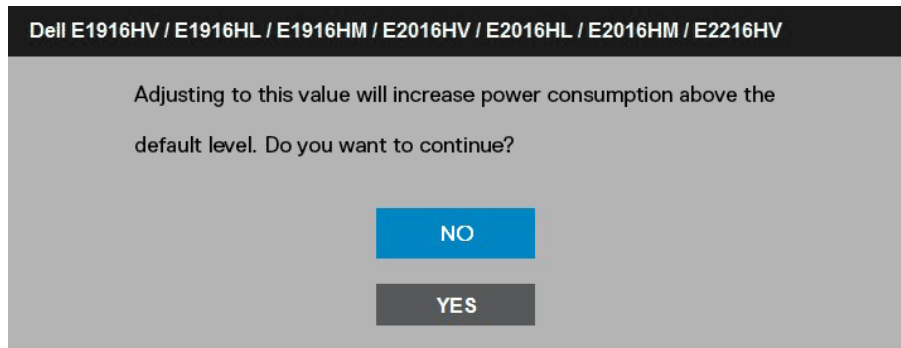 Dell E1916HV / E1916HL / E1916HM / E2016HV / E2016HL / E2016HM / E2216HV
Adjusting to this value will increase power consumption above the
default level. Do you want to continue?
NO
YES